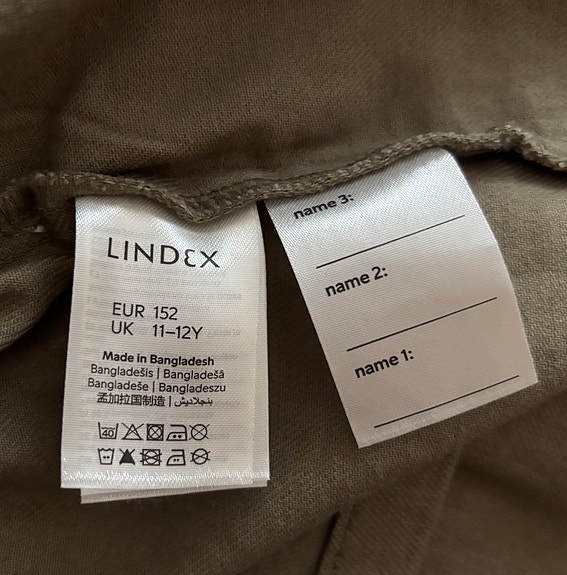 LINDEX
EUR 152
UK 11–12Y
Made in Bangladesh
Bangladešis | Bangladešā
Bangladeše | Bangladeszu
孟加拉国制造 | بنجلاديش
40
name 3:
name 2:
name 1: